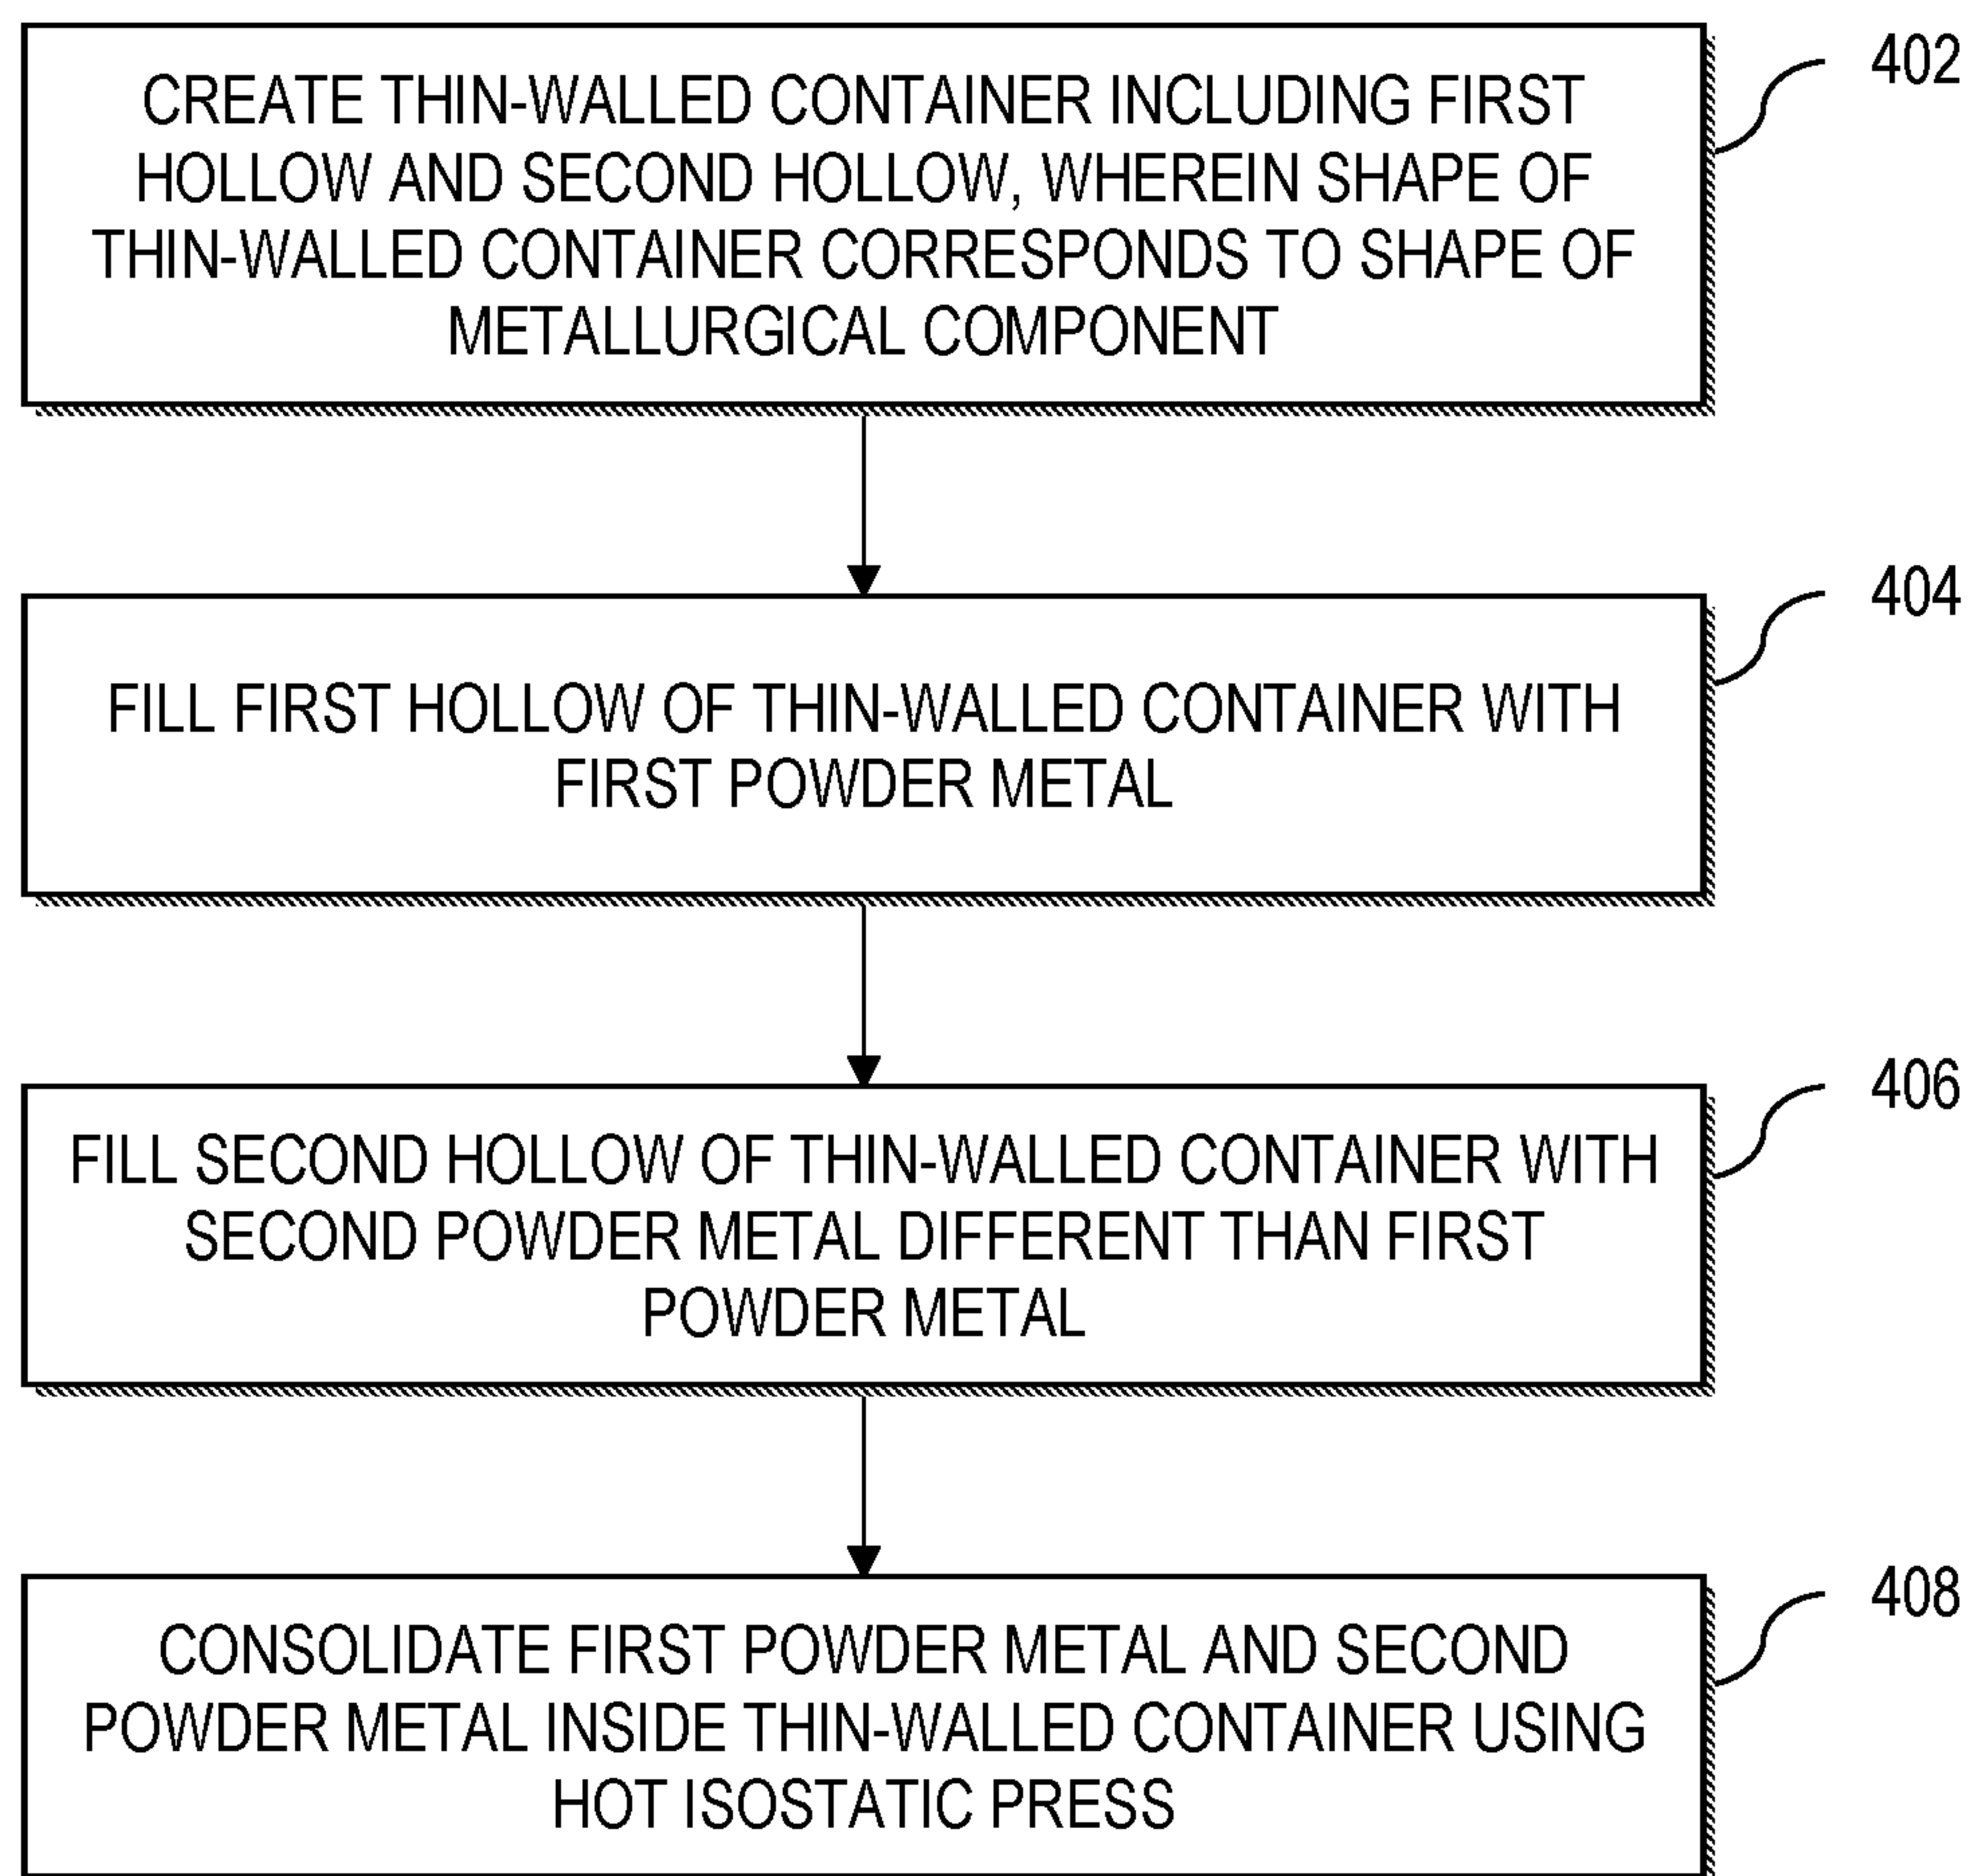 402
CREATE THIN-WALLED CONTAINER INCLUDING FIRST
HOLLOW AND SECOND HOLLOW, WHEREIN SHAPE OF
THIN-WALLED CONTAINER CORRESPONDS TO SHAPE OF
METALLURGICAL COMPONENT
404
FILL FIRST HOLLOW OF THIN-WALLED CONTAINER WITH
FIRST POWDER METAL
406
FILL SECOND HOLLOW OF THIN-WALLED CONTAINER WITH
SECOND POWDER METAL DIFFERENT THAN FIRST
POWDER METAL
408
CONSOLIDATE FIRST POWDER METAL AND SECOND
POWDER METAL INSIDE THIN-WALLED CONTAINER USING
HOT ISOSTATIC PRESS